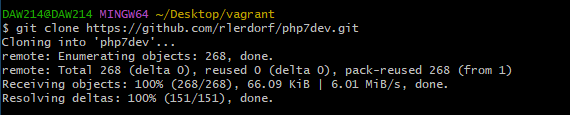 DAW214@DAW214 MINGW64 ~/Desktop/vagrant
$ git clone https://github.com/rlerdorf/php7dev.git
Cloning into 'php7dev'...
remote: Enumerating objects: 268, done.
remote: Total 268 (delta 0), reused 0 (delta 0), pack-reused 268 (from 1)
Receiving objects: 100% (268/268), 66.09 KiB | 6.01 MiB/s, done.
Resolving deltas: 100% (151/151), done.